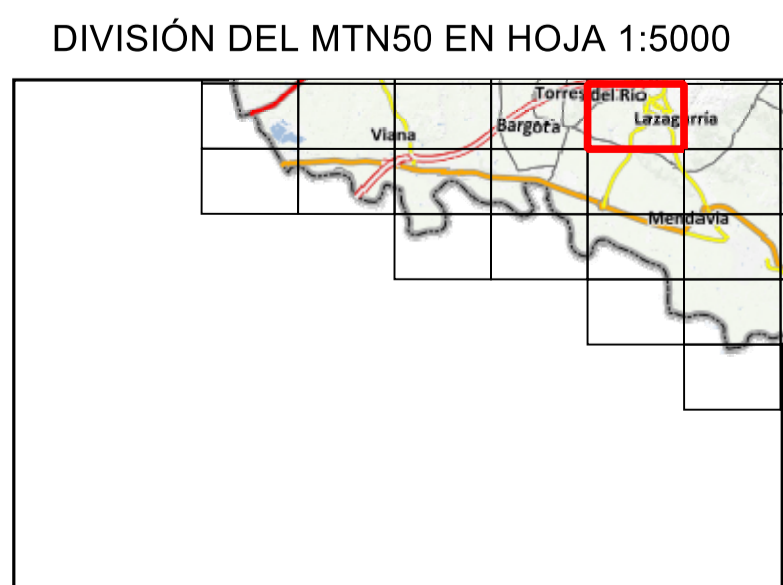 DIVISIÓN DEL MTN50 EN HOJA 1:5000
Torres del Río
Lazagurría
Bargota
Viana
Mendavia